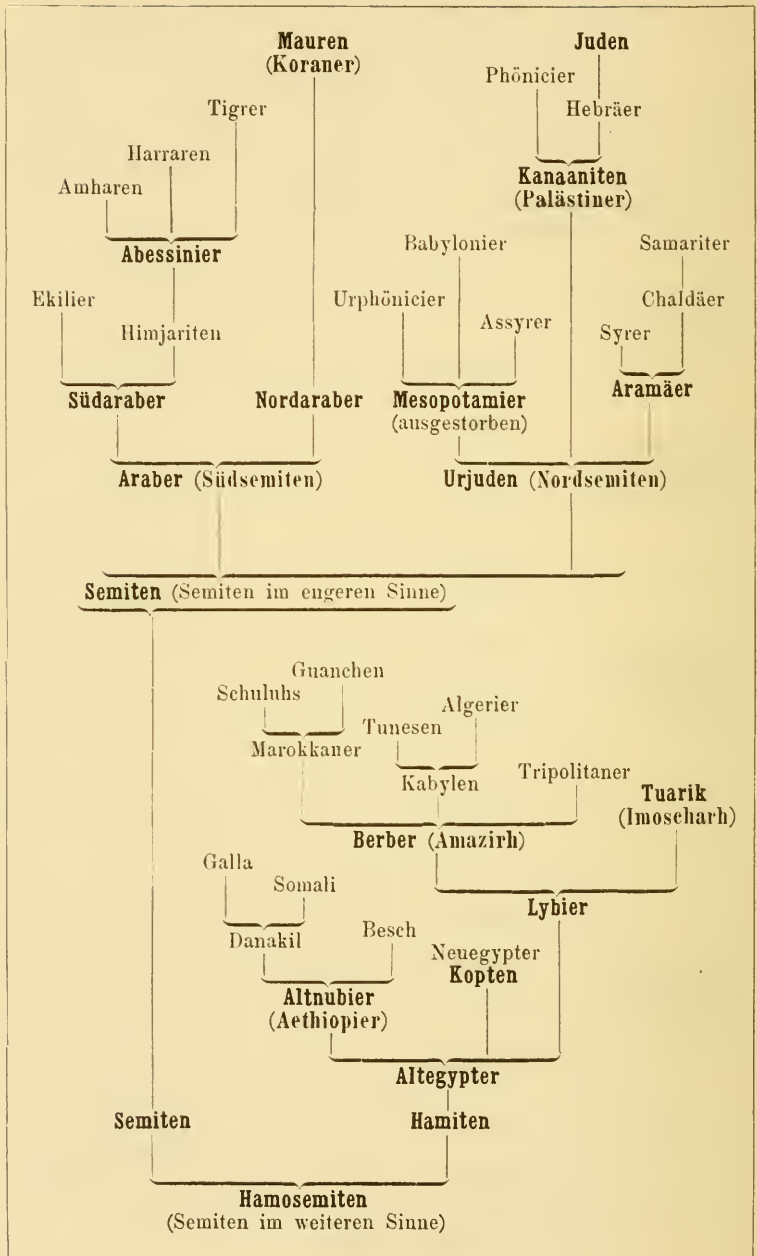 Mauren
(Koraner)
Juden
Phönicier
Tigrer
Hebräer
Harraren
Kanaaniten
(Palästiner)
Amharen
Abessinier
Babylonier
Samariter
Ekilier
Urphönicier
Chaldäer
Himjariten
Assyrer
Syrer
Südaraber
Nordaraber
Mesopotamier
(ausgestorben)
Aramäer
Araber (Südsemiten)
Urjuden (Nordsemiten)
Semiten (Semiten im engeren Sinne)
Guanchen
Schuluhs
Algerier
Tunesen
Marokkaner
Kabylen
Tripolitaner
Tuarik
(Imoscharh)
Berber (Amazirh)
Galla
Somali
Lybier
Danakil
Besch
Neuegypter
Kopten
Altnubier
(Aethiopier)
Altegypter
Semiten
Hamiten
Hamosemiten
(Semiten im weiteren Sinne)